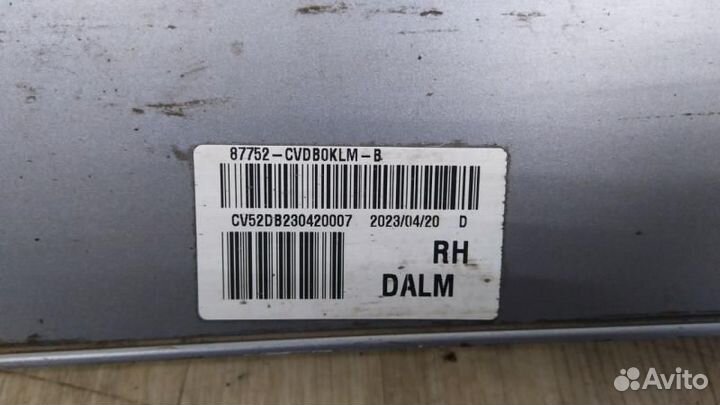 87752-CVDB0KLM-B
CV52DB230420007 2023/04/20 D
RH
DALM
Avito